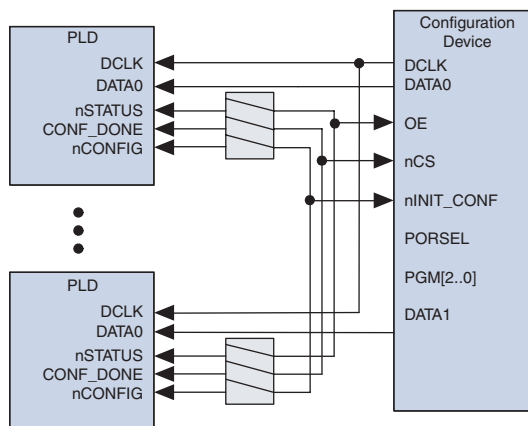 PLD
DCLK
DATA0
nSTATUS
CONF_DONE
nCONFIG
Configuration
Device
DCLK
DATA0
OE
nCS
nINIT_CONF
PORSEL
PGM[2..0]
DATA1
PLD
DCLK
DATA0
nSTATUS
CONF_DONE
nCONFIG